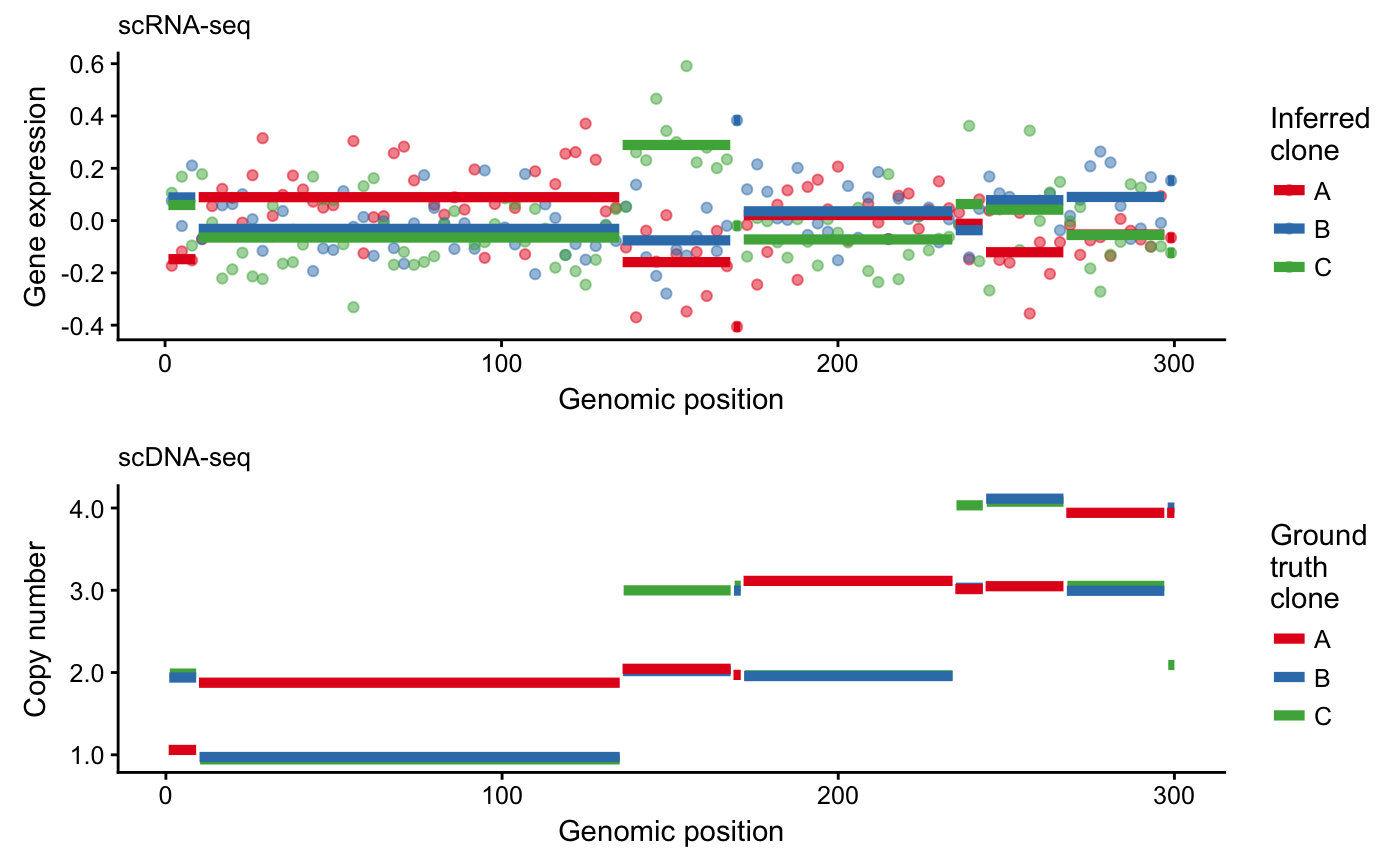 scRNA-seq
Gene expression
0.6
0.4
0.2
0.0
-0.2
-0.4
0
100
200
300
Genomic position
Inferred
clone
A
B
C
scDNA-seq
Copy number
4.0
3.0
2.0
1.0
0
100
200
300
Genomic position
Ground
truth
clone
A
B
C